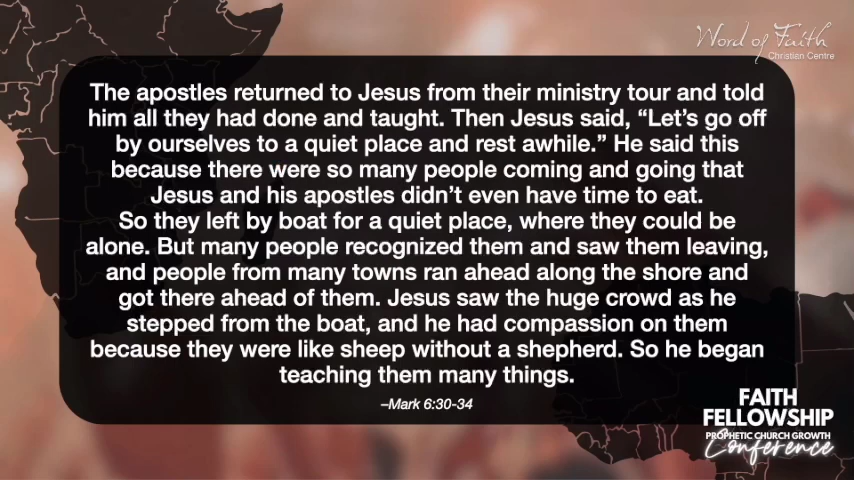 Word of Faith
Christian Centre
The apostles returned to Jesus from their ministry tour and told
him all they had done and taught. Then Jesus said, “Let’s go off
by ourselves to a quiet place and rest awhile.” He said this
because there were so many people coming and going that
Jesus and his apostles didn’t even have time to eat.
So they left by boat for a quiet place, where they could be
alone. But many people recognized them and saw them leaving,
and people from many towns ran ahead along the shore and
got there ahead of them. Jesus saw the huge crowd as he
stepped from the boat, and he had compassion on them
because they were like sheep without a shepherd. So he began
teaching them many things.
–Mark 6:30-34
FAITH
FELLOWSHIP
PROPHETIC CHURCH GROWTH
Conference